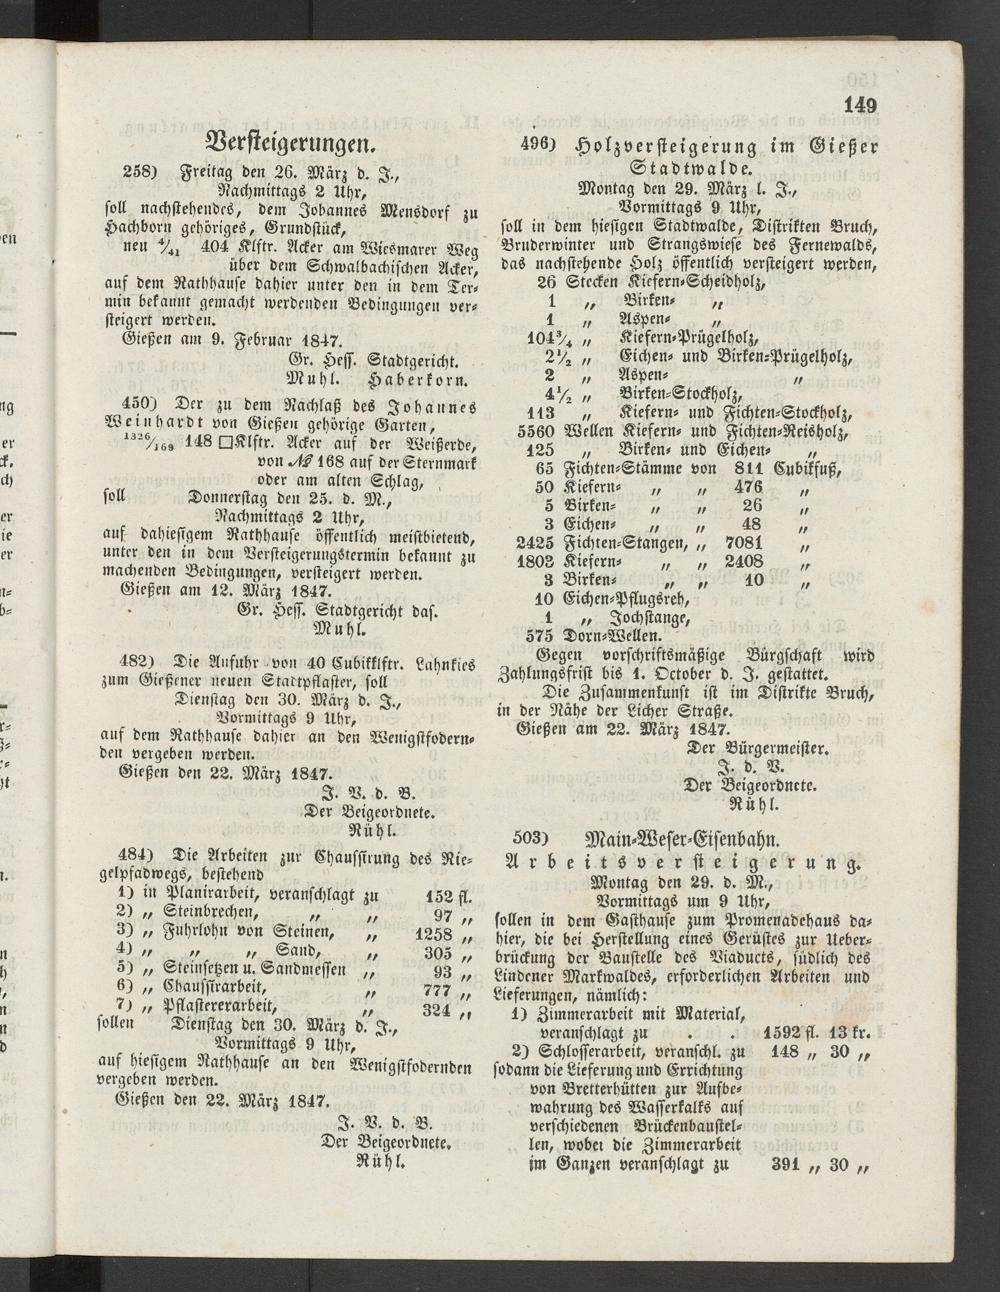 149
Versteigerungen.
258) Freitag den 26. März d. J.,
Nachmittags 2 Uhr,
soll nachstehendes, dem Johannes Mensdorf zu
Hachborn gehöriges, Grundstück,
neu 4/41 404 Klftr. Acker am Wiesmarer Weg
über dem Schwalbachischen Acker,
auf dem Rathhause dahier unter den in dem Ter-
min bekannt gemacht werdenden Bedingungen ver-
steigert werden.
Gießen am 9. Februar 1847.
Gr. Hess. Stadtgericht.
Muhl. Haberkorn.
450) Der zu dem Nachlaß des Johannes
Weinhardt von Gießen gehörige Garten,
1326/169 148 □Klftr. Acker auf der Weißerde,
von № 168 auf der Sternmark
oder am alten Schlag,
soll Donnerstag den 25. d. M.,
Nachmittags 2 Uhr,
auf dahiesigem Rathhause öffentlich meistbietend,
unter den in dem Versteigerungstermin bekannt zu
machenden Bedingungen, versteigert werden.
Gießen am 12. März 1847.
Gr. Hess. Stadtgericht das.
Muhl.
482) Die Anfuhr von 40 Cubikklftr. Lahnkies
zum Gießener neuen Stadtpflaster, soll
Dienstag den 30. März d. J.,
Vormittags 9 Uhr,
auf dem Rathhause dahier an den Wenigstfodern-
den vergeben werden.
Gießen den 22. März 1847.
J. V. d. B.
Der Beigeordnete.
Rühl.
484) Die Arbeiten zur Chaussirung des Rie-
gelpfadwegs, bestehend
1) in Planirarbeit, veranschlagt zu 152 fl.
2) „ Steinbrechen, „ „ 97 „
3) „ Fuhrlohn von Steinen, „ 1258 „
4) „ „ „ Sand, „ 305 „
5) „ Steinsetzen u. Sandmessen „ 93 „
6) „ Chaussirarbeit, „ 777 „
7) „ Pflastererarbeit, „ 324 „
sollen Dienstag den 30. März d. J.,
Vormittags 9 Uhr,
auf hiesigem Rathhause an den Wenigstfodernden
vergeben werden.
Gießen den 22. März 1847.
J. V. d. B.
Der Beigeordnete.
Rühl.
496) Holzversteigerung im Gießer
Stadtwalde.
Montag den 29. März l. J.,
Vormittags 9 Uhr,
soll in dem hiesigen Stadtwalde, Distrikten Bruch,
Bruderwinter und Strangswiese des Fernewalds,
das nachstehende Holz öffentlich versteigert werden,
26 Stecken Kiefern-Scheidholz,
1 „ Birken- „
1 „ Aspen- „
104 3/4 „ Kiefern-Prügelholz,
2 1/2 „ Eichen- und Birken-Prügelholz,
2 „ Aspen- „
4 1/2 „ Birken-Stockholz,
113 „ Kiefern- und Fichten-Stockholz,
5560 Wellen Kiefern- und Fichten-Reisholz,
125 „ Birken- und Eichen- „
65 Fichten-Stämme von 811 Cubikfuß,
50 Kiefern- „ „ 476 „
5 Birken- „ „ 26 „
3 Eichen- „ „ 48 „
2425 Fichten-Stangen, „ 7081 „
1803 Kiefern- „ „ 2408 „
3 Birken- „ „ 10 „
10 Eichen-Pflugsreh,
1 „ Jochstange,
575 Dorn-Wellen.
Gegen vorschriftsmäßige Bürgschaft wird
Zahlungsfrist bis 1. October d. J. gestattet.
Die Zusammenkunft ist im Distrikte Bruch,
in der Nähe der Licher Straße.
Gießen am 22. März 1847.
Der Bürgermeister.
J. d. V.
Der Beigeordnete.
Rühl.
503) Main-Weser-Eisenbahn.
Arbeitsversteigerung.
Montag den 29. d. M.,
Vormittags um 9 Uhr,
sollen in dem Gasthause zum Promenadehaus da-
hier, die bei Herstellung eines Gerüstes zur Ueber-
brückung der Baustelle des Viaducts, südlich des
Lindener Markwaldes, erforderlichen Arbeiten und
Lieferungen, nämlich:
1) Zimmerarbeit mit Material,
veranschlagt zu . . 1592 fl. 13 kr.
2) Schlosserarbeit, veranschl. zu 148 „ 30 „
sodann die Lieferung und Errichtung
von Bretterhütten zur Aufbe-
wahrung des Wasserkalks auf
verschiedenen Brückenbaustel-
len, wobei die Zimmerarbeit
im Ganzen veranschlagt zu 391 „ 30 „